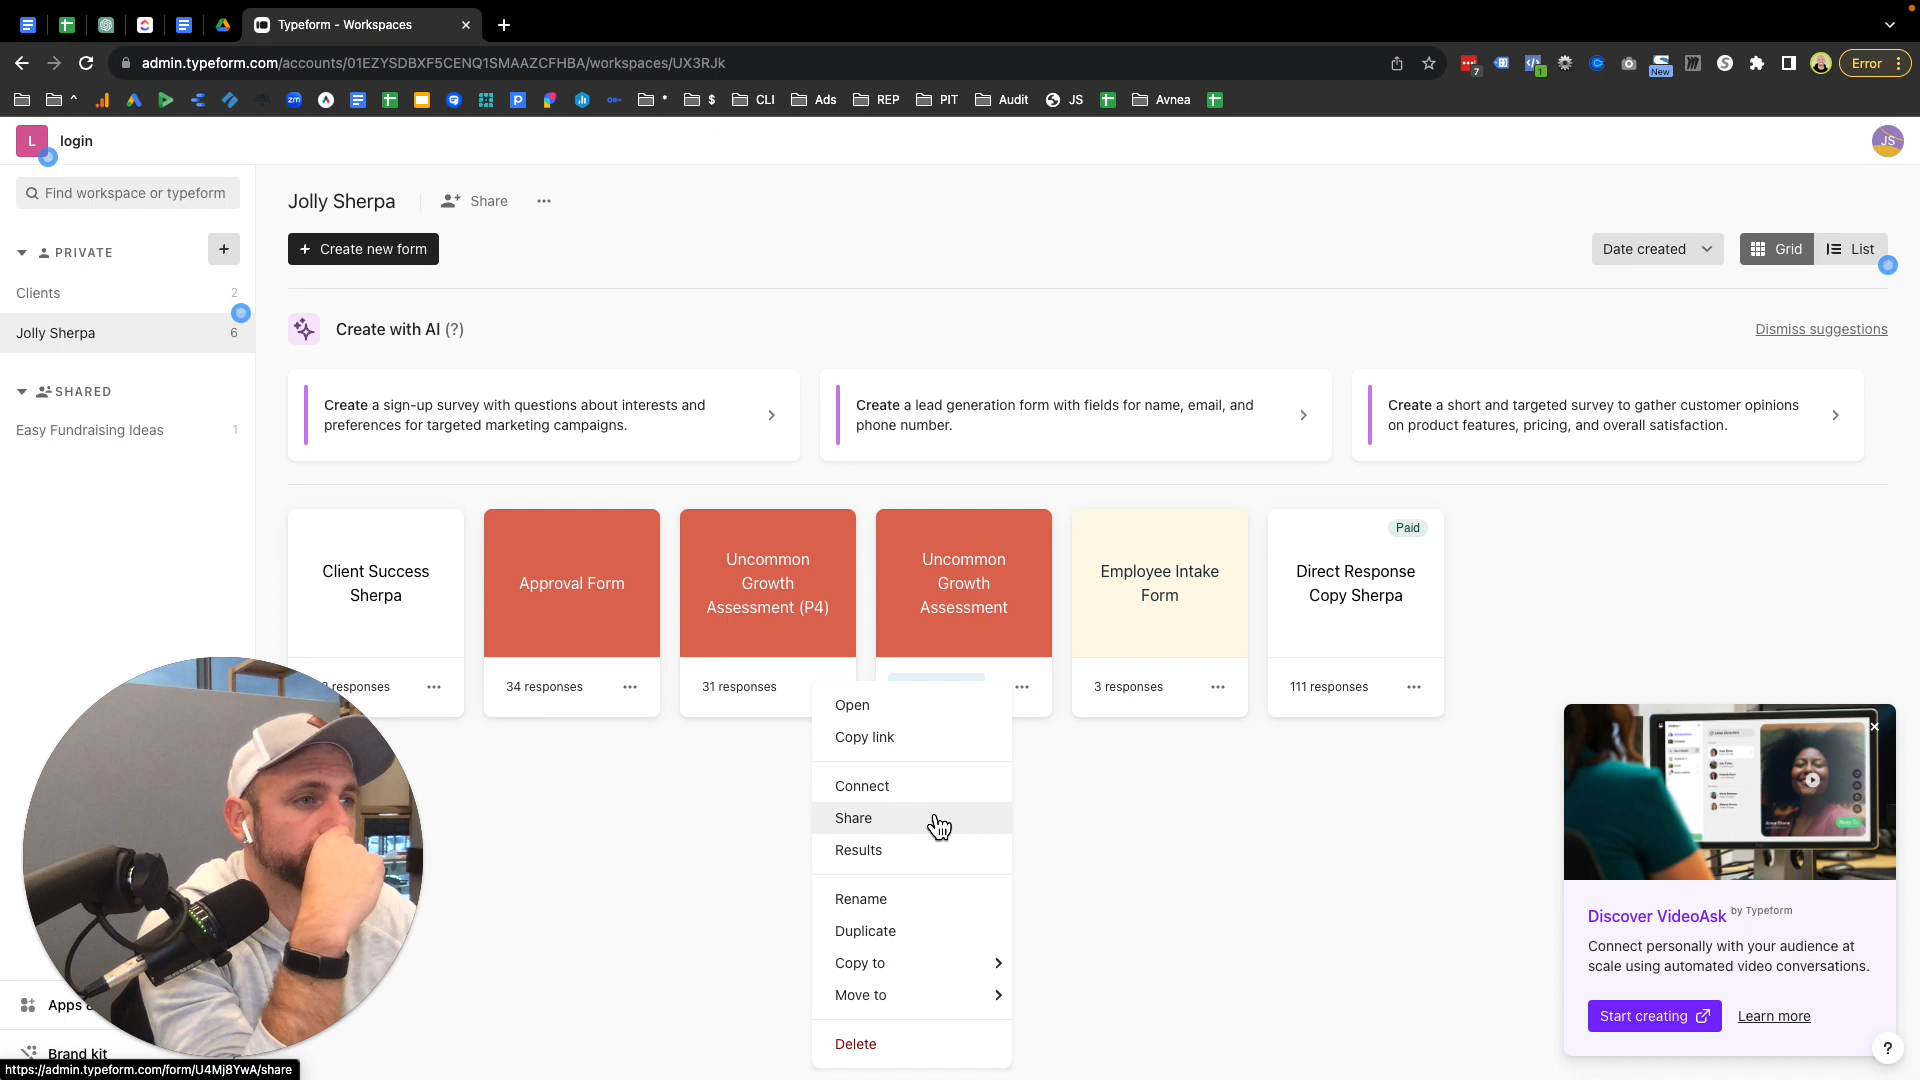 Typeform - Workspaces
admin.typeform.com/accounts/01EZYSDBXF5CENQ1SMAAZCFHBA/workspaces/UX3RJk
7
1
New
Error
^
zm
*
$
CLI
Ads
REP
PIT
Audit
JS
Avnea
L
login
JS
Find workspace or typeform
Jolly Sherpa
Share
PRIVATE
+
Create new form
Date created
Grid
List
Clients
2
Jolly Sherpa
6
Create with AI (?)
Dismiss suggestions
SHARED
Easy Fundraising Ideas
1
Create a sign-up survey with questions about interests and
preferences for targeted marketing campaigns.
Create a lead generation form with fields for name, email, and
phone number.
Create a short and targeted survey to gather customer opinions
on product features, pricing, and overall satisfaction.
Client Success
Sherpa
responses
Approval Form
34 responses
Uncommon
Growth
Assessment (P4)
31 responses
Uncommon
Growth
Assessment
Employee Intake
Form
3 responses
Paid
Direct Response
Copy Sherpa
111 responses
Open
Copy link
Connect
Share
Results
Rename
Duplicate
Copy to
Move to
Delete
Discover VideoAsk by Typeform
Connect personally with your audience at
scale using automated video conversations.
Start creating
Learn more
?
Apps
Brand kit
https://admin.typeform.com/form/U4Mj8YwA/share